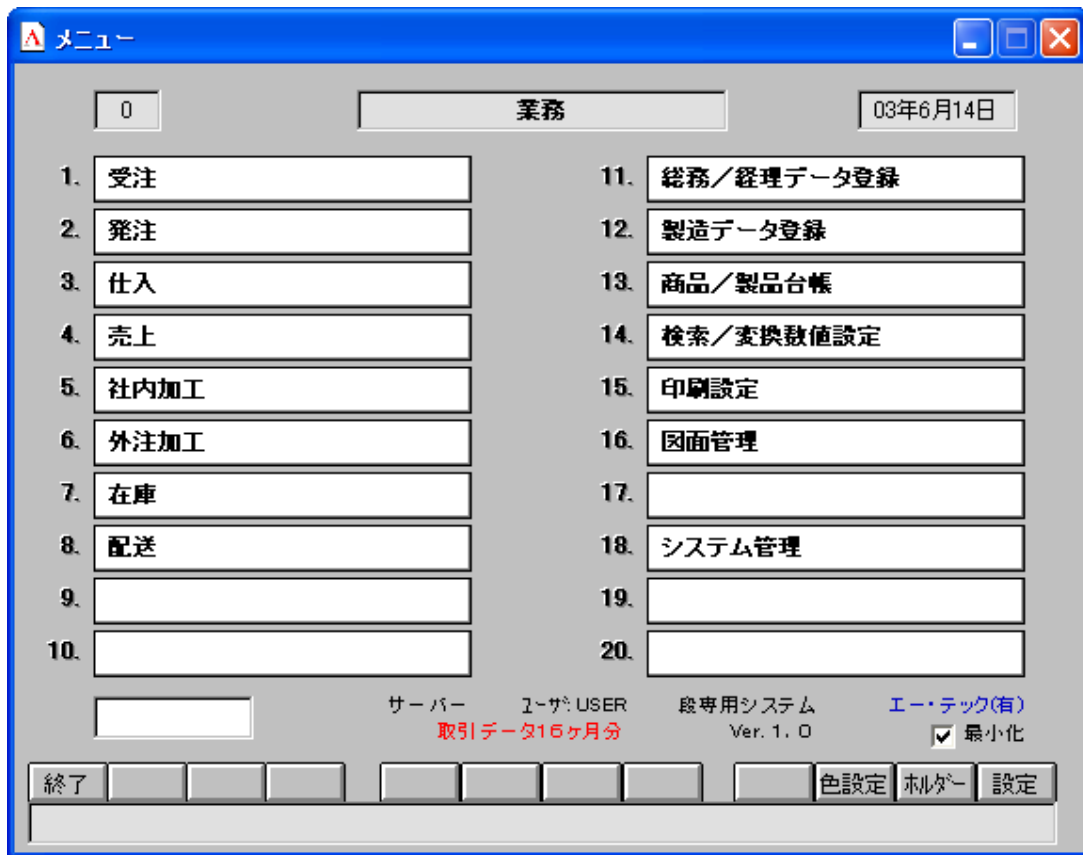 メニュー
0 業務 03年6月14日
1. 受注
2. 発注
3. 仕入
4. 売上
5. 社内加工
6. 外注加工
7. 在庫
8. 配送
9.
10.
11. 総務／経理データ登録
12. 製造データ登録
13. 商品／製品台帳
14. 検索／変換数値設定
15. 印刷設定
16. 図面管理
17.
18. システム管理
19.
20.
サーバー ﾕｰｻﾞ:USER 段専用システム エー・テック(有)
取引データ16ヶ月分 Ver.1.0 最小化
終了 色設定 ﾎﾙﾀﾞｰ 設定